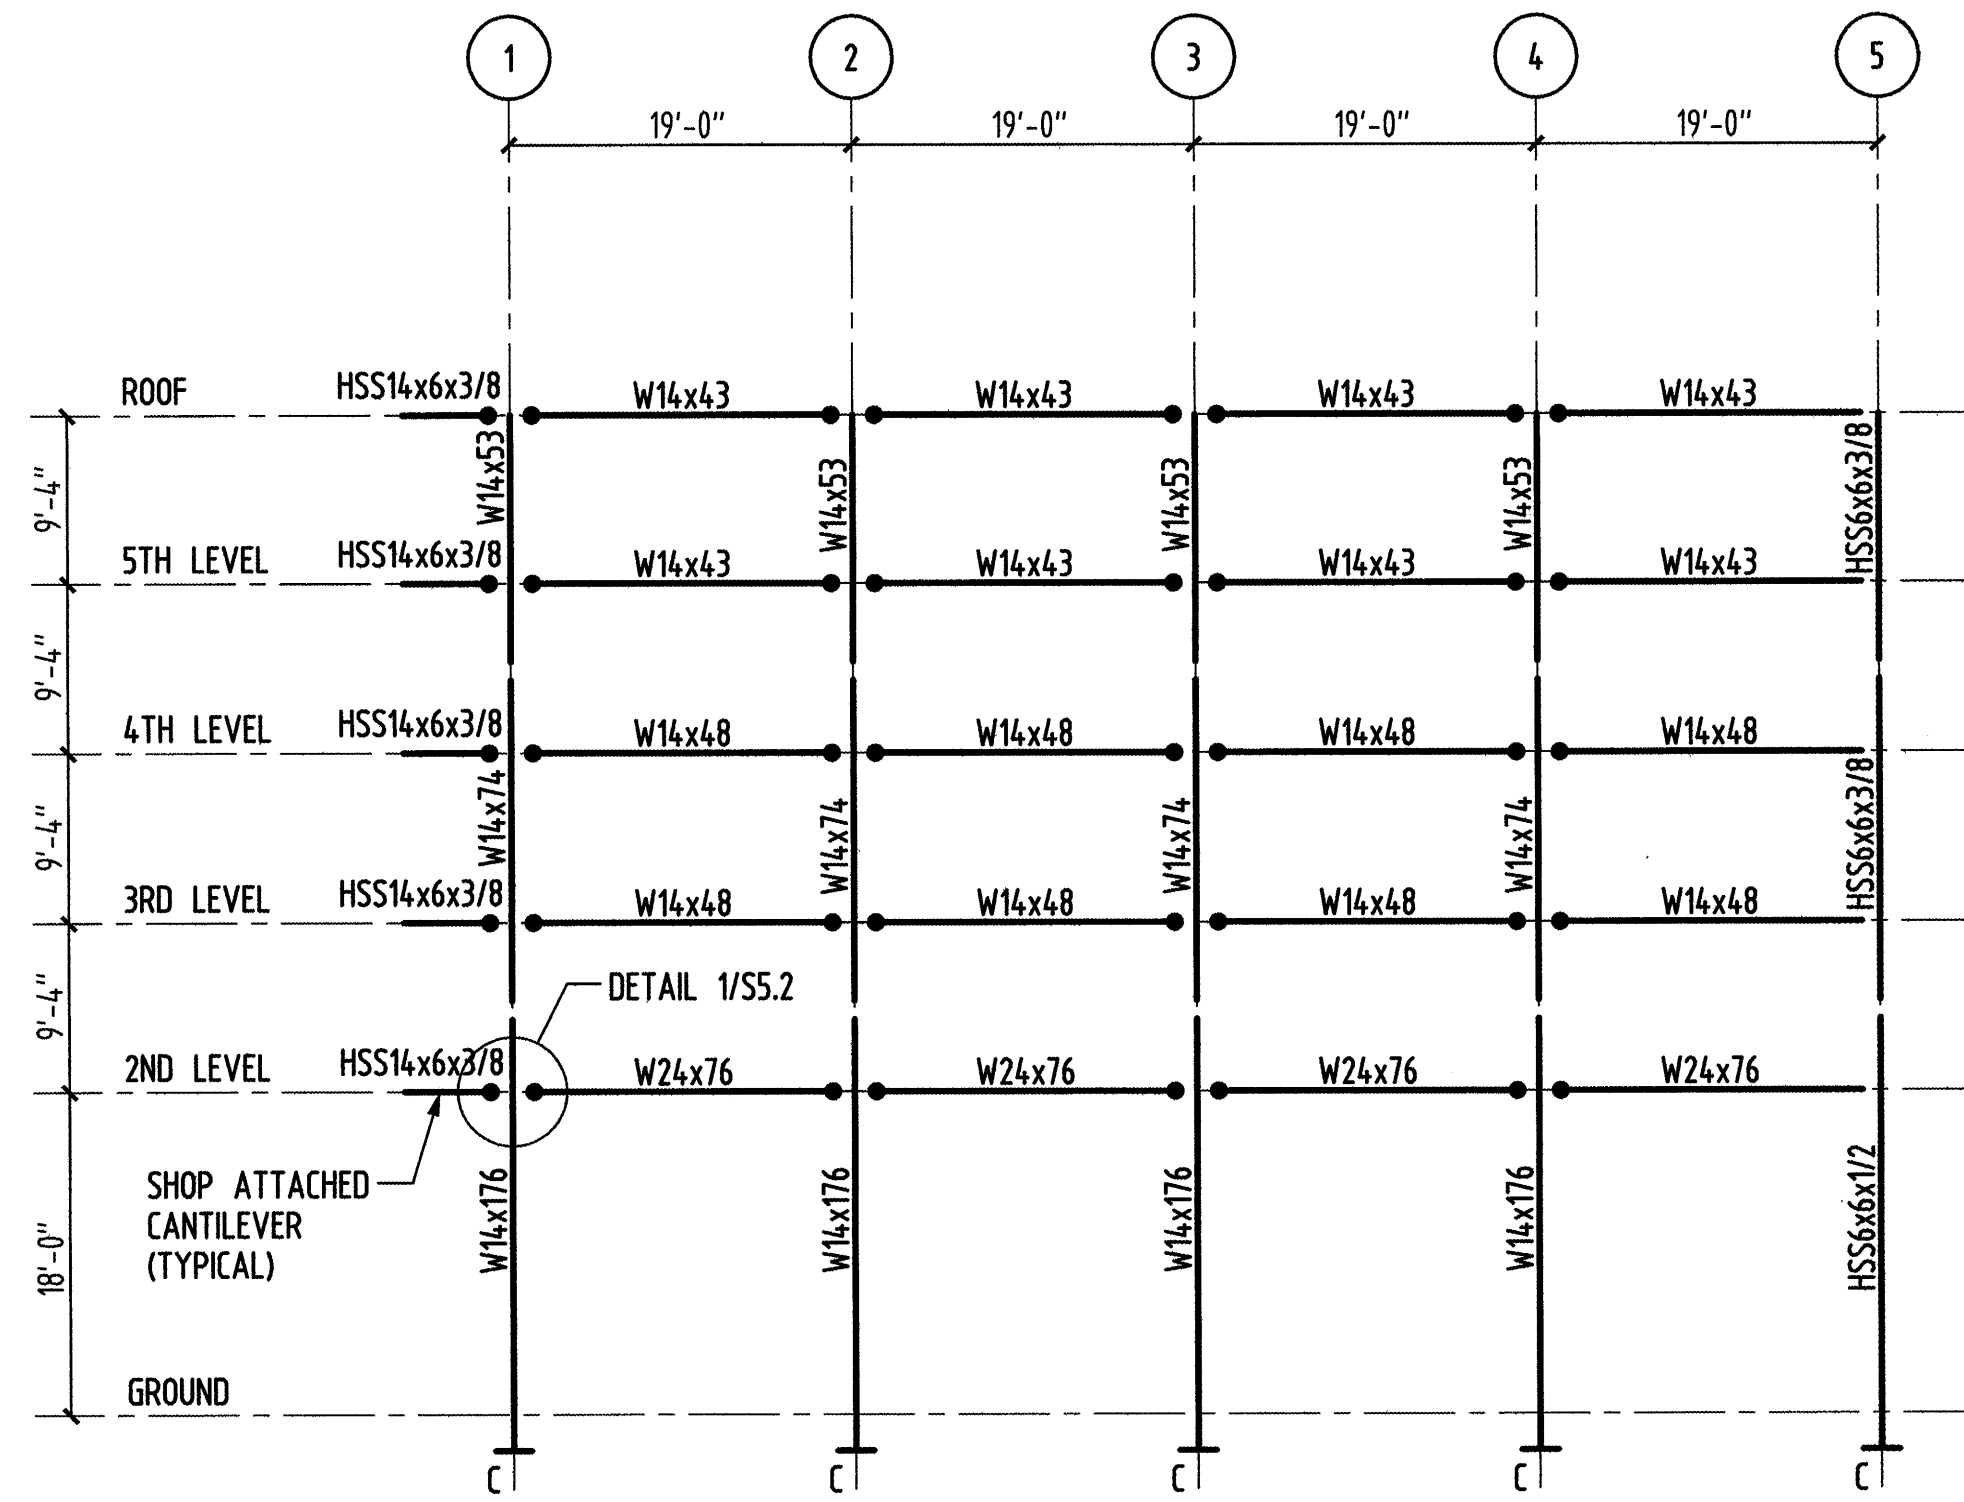 1 2 3 4 5
19'-0" 19'-0" 19'-0" 19'-0"
ROOF HSS14x6x3/8 W14x43 W14x43 W14x43 W14x43
9'-4" W14x53 W14x53 W14x53 W14x53 HSS6x6x3/8
5TH LEVEL HSS14x6x3/8 W14x43 W14x43 W14x43 W14x43
9'-4"
4TH LEVEL HSS14x6x3/8 W14x48 W14x48 W14x48 W14x48
9'-4" W14x74 W14x74 W14x74 W14x74 HSS6x6x3/8
3RD LEVEL HSS14x6x3/8 W14x48 W14x48 W14x48 W14x48
9'-4"
DETAIL 1/S5.2
2ND LEVEL HSS14x6x3/8 W24x76 W24x76 W24x76 W24x76
SHOP ATTACHED
CANTILEVER
(TYPICAL)
18'-0" W14x176 W14x176 W14x176 W14x176 HSS6x6x1/2
GROUND
C C C C C